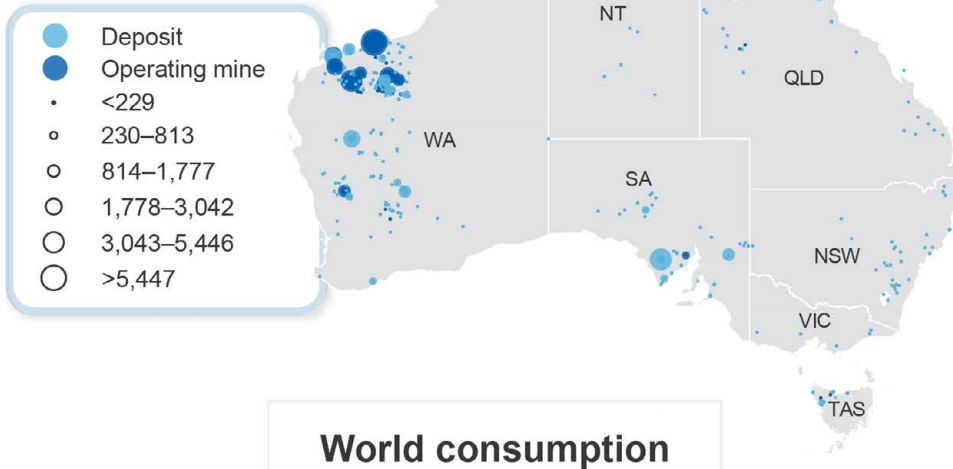 Deposit
Operating mine
<229
230–813
814–1,777
1,778–3,042
3,043–5,446
>5,447
NT
QLD
WA
SA
NSW
VIC
TAS
World consumption